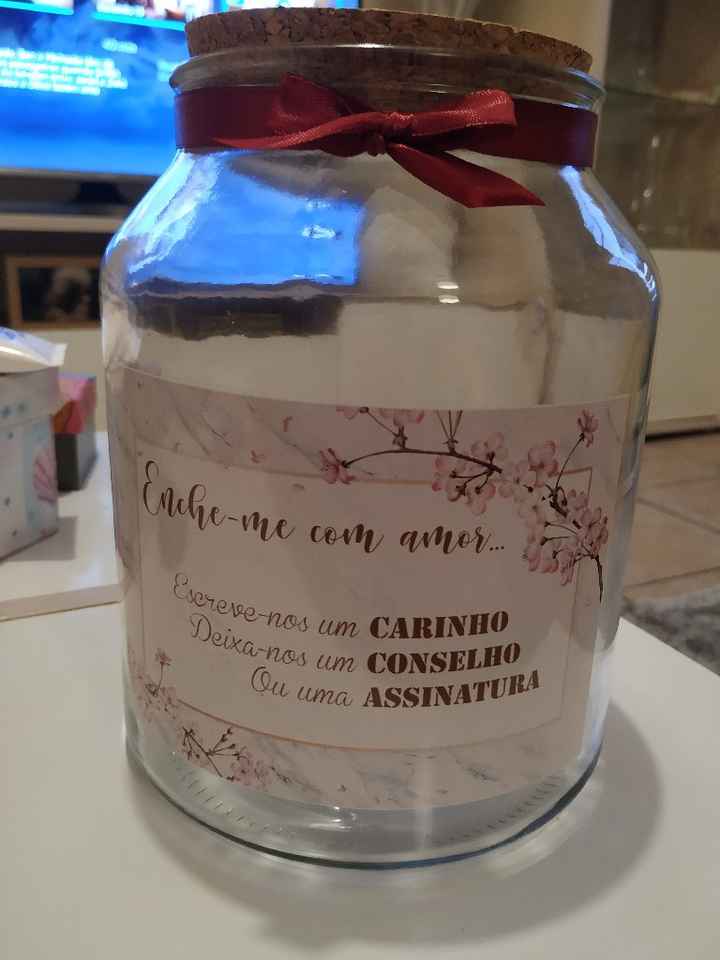 Enche-me com amor...
Escreve-nos um CARINHO
Deixa-nos um CONSELHO
Ou uma ASSINATURA